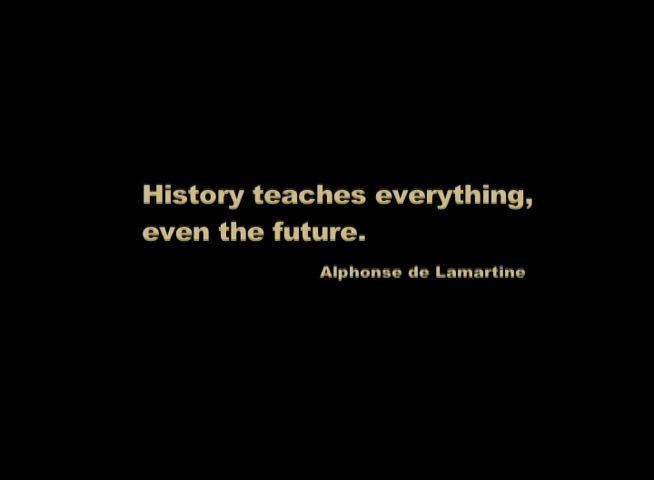 History teaches everything,
even the future.
Alphonse de Lamartine